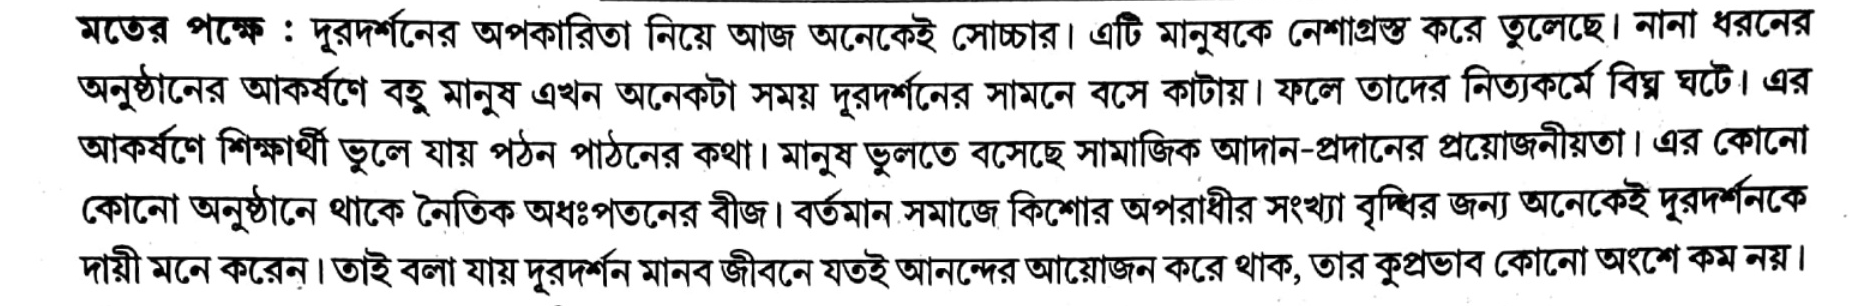 মতের পক্ষে : দূরদর্শনের অপকারিতা নিয়ে আজ অনেকেই সোচ্চার। এটি মানুষকে নেশাগ্রস্ত করে তুলেছে। নানা ধরনের
অনুষ্ঠানের আকর্ষণে বহু মানুষ এখন অনেকটা সময় দূরদর্শনের সামনে বসে কাটায়। ফলে তাদের নিত্যকর্মে বিঘ্ন ঘটে। এর
আকর্ষণে শিক্ষার্থী ভুলে যায় পঠন পাঠনের কথা। মানুষ ভুলতে বসেছে সামাজিক আদান-প্রদানের প্রয়োজনীয়তা। এর কোনো
কোনো অনুষ্ঠানে থাকে নৈতিক অধঃপতনের বীজ। বর্তমান সমাজে কিশোর অপরাধীর সংখ্যা বৃদ্ধির জন্য অনেকেই দূরদর্শনকে
দায়ী মনে করেন। তাই বলা যায় দূরদর্শন মানব জীবনে যতই আনন্দের আয়োজন করে থাক, তার কুপ্রভাব কোনো অংশে কম নয়।